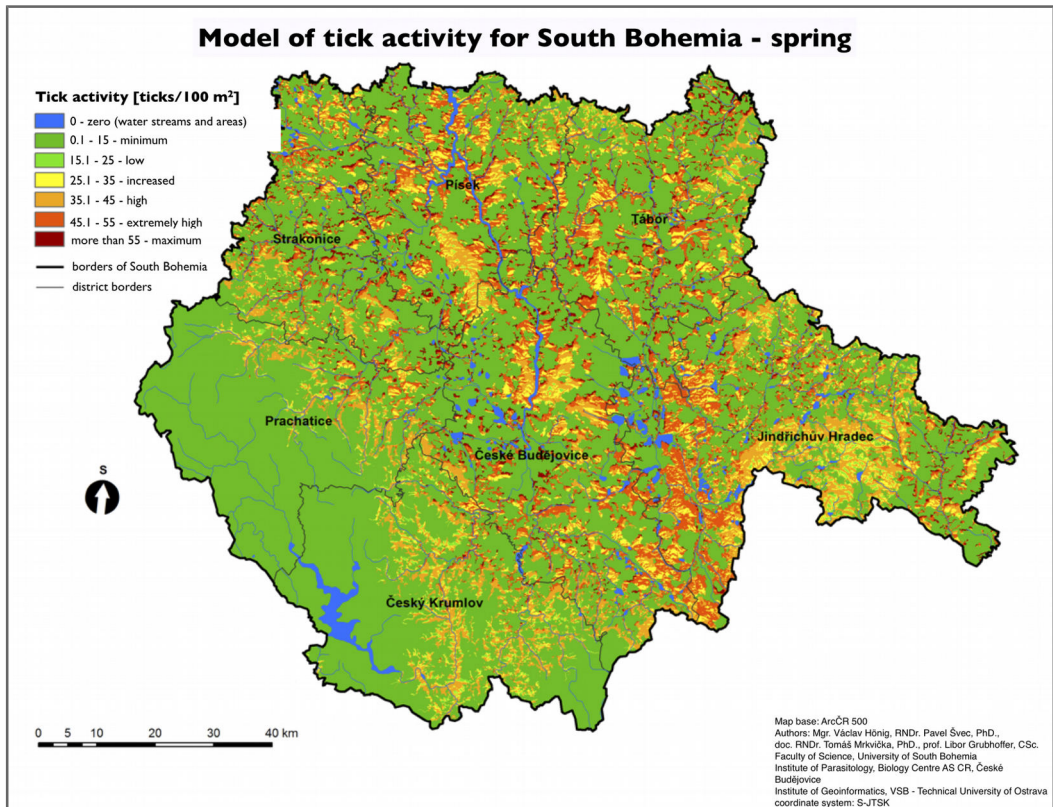 Model of tick activity for South Bohemia - spring
Tick activity [ticks/100 m²]
0 - zero (water streams and areas)
0.1 - 15 - minimum
15.1 - 25 - low
25.1 - 35 - increased
35.1 - 45 - high
45.1 - 55 - extremely high
more than 55 - maximum
borders of South Bohemia
district borders
Písek
Tábor
Strakonice
Prachatice
Jindřichuv Hradec
České Budějovice
S
Český Krumlov
0 5 10 20 30 40 km
Map base: ArcČR 500
Authors: Mgr. Václav Hönig, RNDr. Pavel Švec, PhD.,
doc. RNDr. Tomáš Mrkvička, PhD., prof. Libor Grubhoffer, CSc.
Faculty of Science, University of South Bohemia
Institute of Parasitology, Biology Centre AS CR, České
Budějovice
Institute of Geoinformatics, VSB - Technical University of Ostrava
coordinate system: S-JTSK